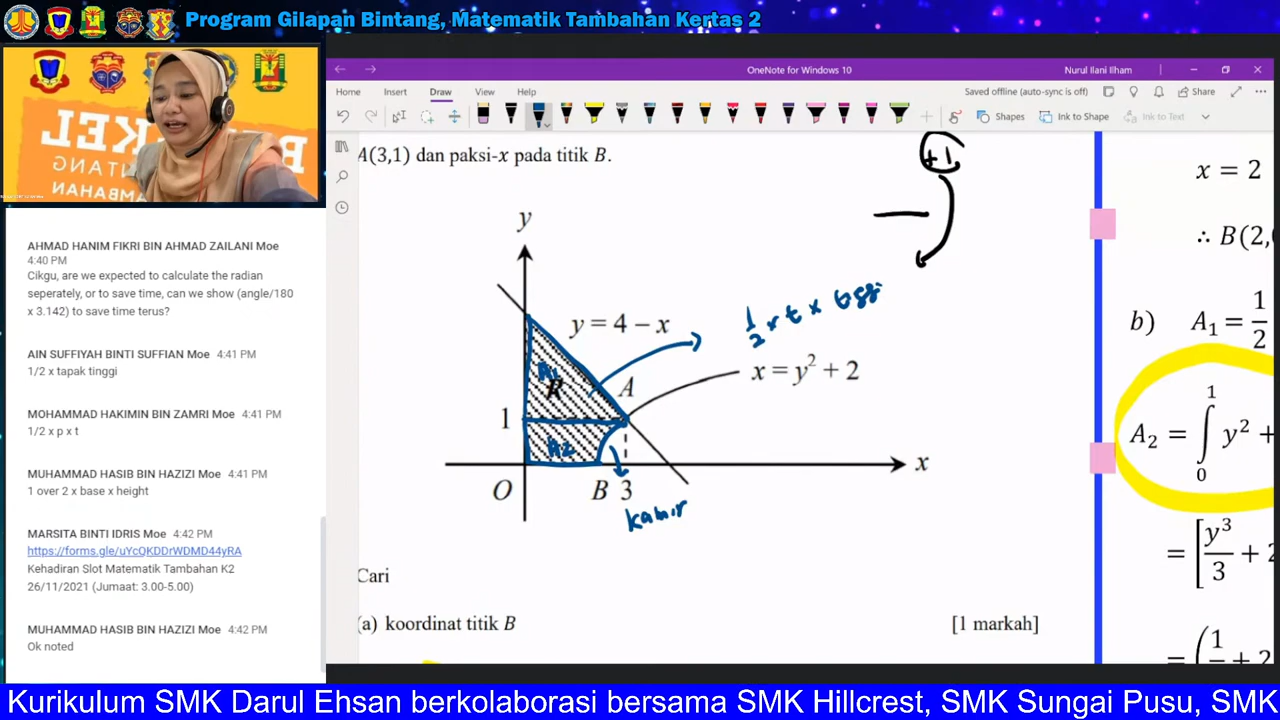 Program Gilapan Bintang, Matematik Tambahan Kertas 2
AHMAD HANIM FIKRI BIN AHMAD ZAILANI Moe
4:40 PM
Cikgu, are we expected to calculate the radian
seperately, or to save time, can we show (angle/180
x 3.142) to save time terus?
AIN SUFFIYAH BINTI SUFFIAN Moe 4:41 PM
1/2 x tapak tinggi
MOHAMMAD HAKIMIN BIN ZAMRI Moe 4:41 PM
1/2 x p x t
MUHAMMAD HASIB BIN HAZIZI Moe 4:41 PM
1 over 2 x base x height
MARSITA BINTI IDRIS Moe 4:42 PM
https://forms.gle/uYcQKDDrWDMD44yRA
Kehadiran Slot Matematik Tambahan K2
26/11/2021 (Jumaat: 3.00-5.00)
MUHAMMAD HASIB BIN HAZIZI Moe 4:42 PM
Ok noted
OneNote for Windows 10
Nurul Ilani Ilham
Home Insert Draw View Help
Saved offline (auto-sync is off)
Share
Shapes
Ink to Shape
Ink to Text
A(3,1) dan paksi-x pada titik B.
+1
y
y = 4 – x
1/2 x t x
x = y² + 2
A1
R
A
1
A2
x
O
B 3
kamir
Cari
(a) koordinat titik B [1 markah]
x = 2
∴ B(2,
b) A₁ = 1/2
A₂ = ∫₀¹ y² +
= [y³/3 + 2
= (1 + 2
Kurikulum SMK Darul Ehsan berkolaborasi bersama SMK Hillcrest, SMK Sungai Pusu, SMK